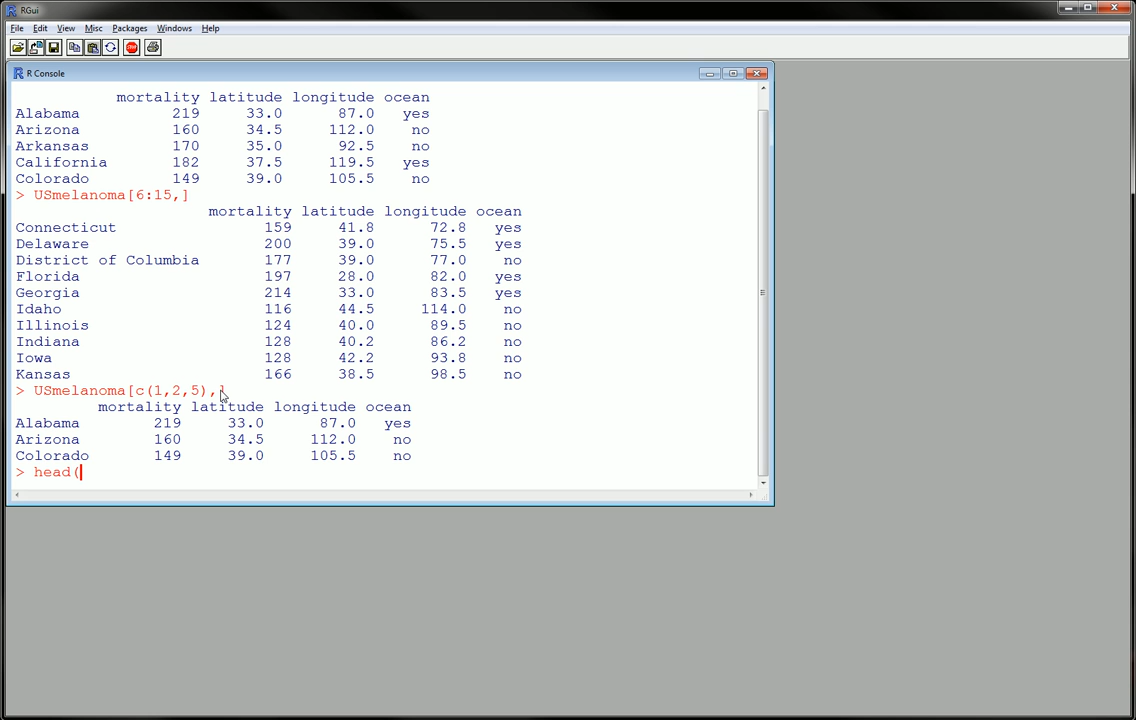 RGui
File Edit View Misc Packages Windows Help
STOP
R Console
mortality latitude longitude ocean
Alabama 219 33.0 87.0 yes
Arizona 160 34.5 112.0 no
Arkansas 170 35.0 92.5 no
California 182 37.5 119.5 yes
Colorado 149 39.0 105.5 no
> USmelanoma[6:15,]
mortality latitude longitude ocean
Connecticut 159 41.8 72.8 yes
Delaware 200 39.0 75.5 yes
District of Columbia 177 39.0 77.0 no
Florida 197 28.0 82.0 yes
Georgia 214 33.0 83.5 yes
Idaho 116 44.5 114.0 no
Illinois 124 40.0 89.5 no
Indiana 128 40.2 86.2 no
Iowa 128 42.2 93.8 no
Kansas 166 38.5 98.5 no
> USmelanoma[c(1,2,5),]
mortality latitude longitude ocean
Alabama 219 33.0 87.0 yes
Arizona 160 34.5 112.0 no
Colorado 149 39.0 105.5 no
> head(